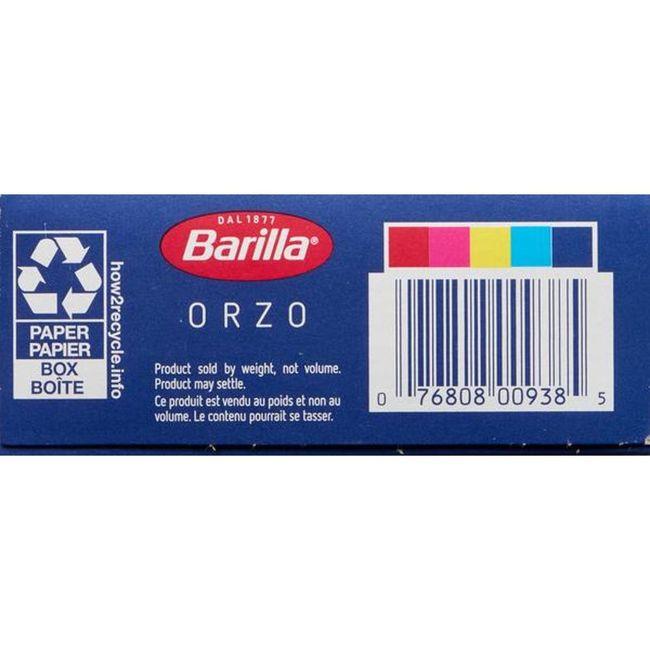 DAL 1877
Barilla®
ORZO
Product sold by weight, not volume.
Product may settle.
Ce produit est vendu au poids et non au
volume. Le contenu pourrait se tasser.
PAPER
PAPIER
BOX
BOÎTE
how2recycle.info
0 76808 00938 5